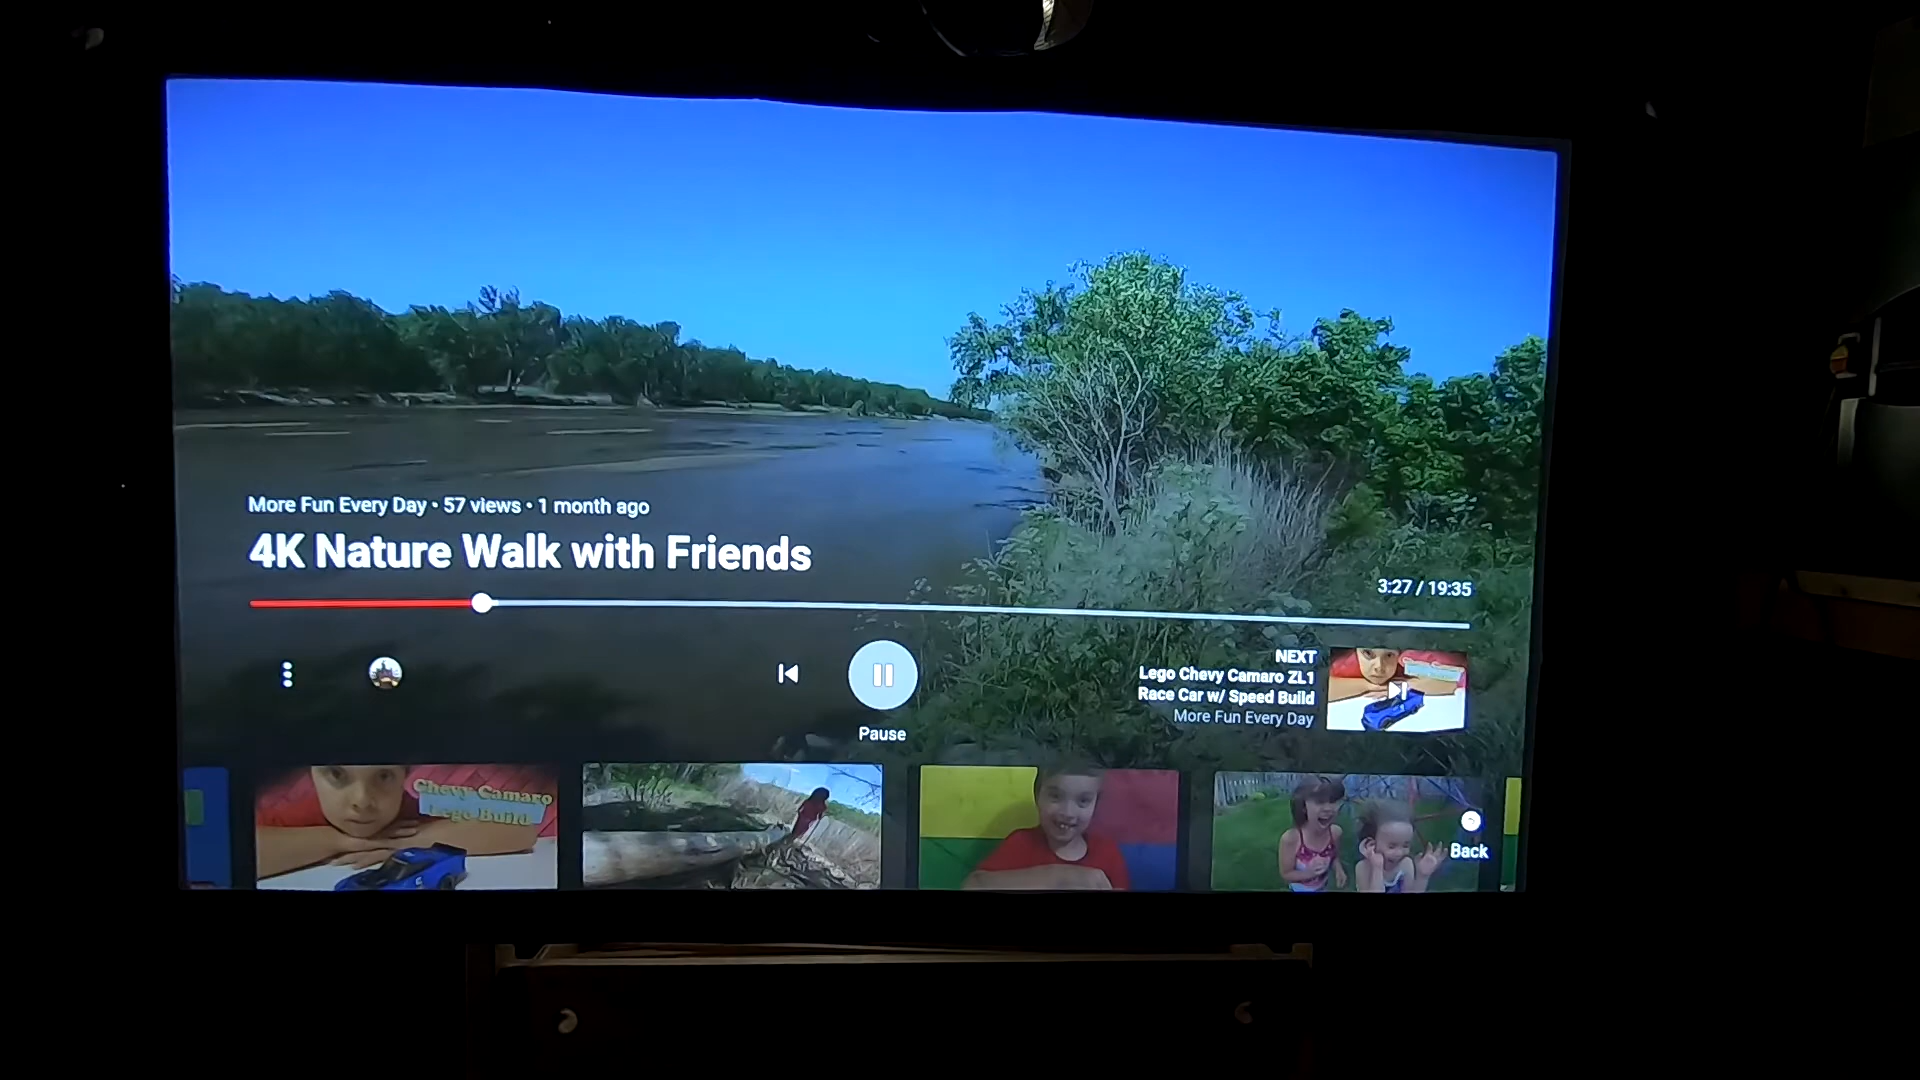 More Fun Every Day • 57 views • 1 month ago
4K Nature Walk with Friends
3:27 / 19:35
NEXT
Lego Chevy Camaro ZL1
Race Car w/ Speed Build
More Fun Every Day
Pause
Chevy Camaro
Lego Build
Back